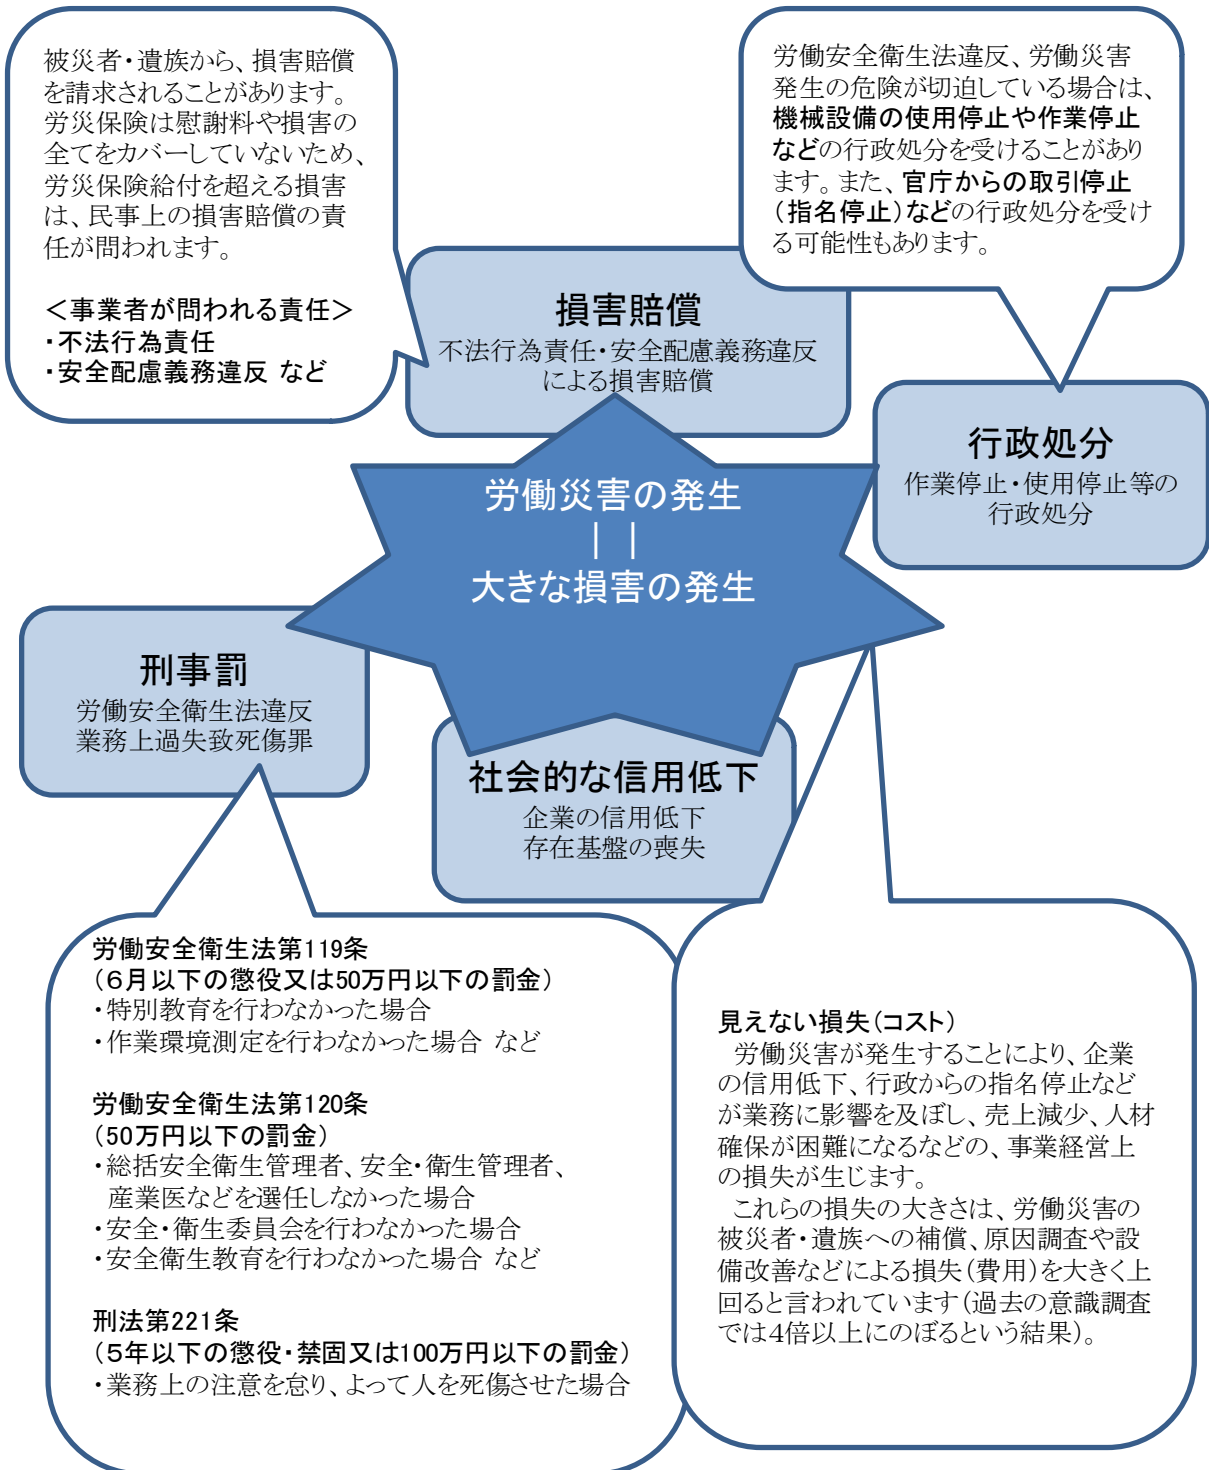 被災者・遺族から、損害賠償
を請求されることがあります。
労災保険は慰謝料や損害の
全てをカバーしていないため、
労災保険給付を超える損害
は、民事上の損害賠償の責
任が問われます。
＜事業者が問われる責任＞
・不法行為責任
・安全配慮義務違反 など
労働安全衛生法違反、労働災害
発生の危険が切迫している場合は、
機械設備の使用停止や作業停止
などの行政処分を受けることがあり
ます。また、官庁からの取引停止
（指名停止）などの行政処分を受け
る可能性もあります。
損害賠償
不法行為責任・安全配慮義務違反
による損害賠償
行政処分
作業停止・使用停止等の
行政処分
労働災害の発生
｜｜
大きな損害の発生
刑事罰
労働安全衛生法違反
業務上過失致死傷罪
社会的な信用低下
企業の信用低下
存在基盤の喪失
労働安全衛生法第119条
（６月以下の懲役又は50万円以下の罰金）
・特別教育を行わなかった場合
・作業環境測定を行わなかった場合 など
労働安全衛生法第120条
（50万円以下の罰金）
・総括安全衛生管理者、安全・衛生管理者、
産業医などを選任しなかった場合
・安全・衛生委員会を行わなかった場合
・安全衛生教育を行わなかった場合 など
刑法第221条
（５年以下の懲役・禁固又は100万円以下の罰金）
・業務上の注意を怠り、よって人を死傷させた場合
見えない損失（コスト）
労働災害が発生することにより、企業
の信用低下、行政からの指名停止など
が業務に影響を及ぼし、売上減少、人材
確保が困難になるなどの、事業経営上
の損失が生じます。
これらの損失の大きさは、労働災害の
被災者・遺族への補償、原因調査や設
備改善などによる損失（費用）を大きく上
回ると言われています（過去の意識調査
では４倍以上にのぼるという結果）。